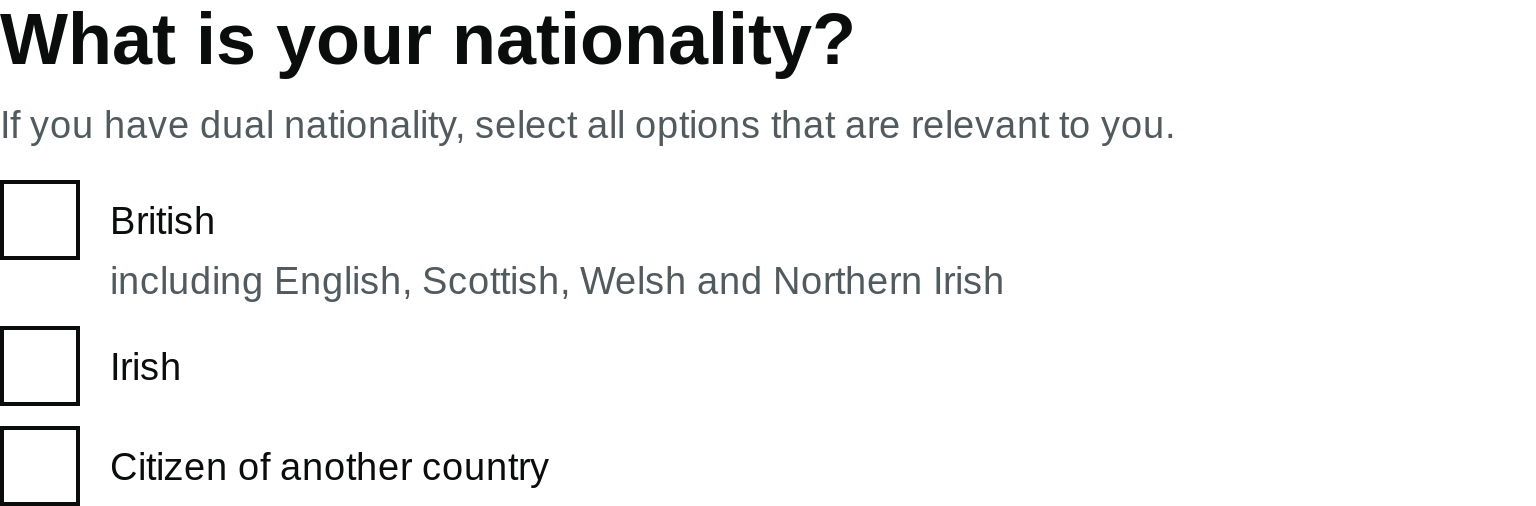 What is your nationality?
If you have dual nationality, select all options that are relevant to you.
British
including English, Scottish, Welsh and Northern Irish
Irish
Citizen of another country